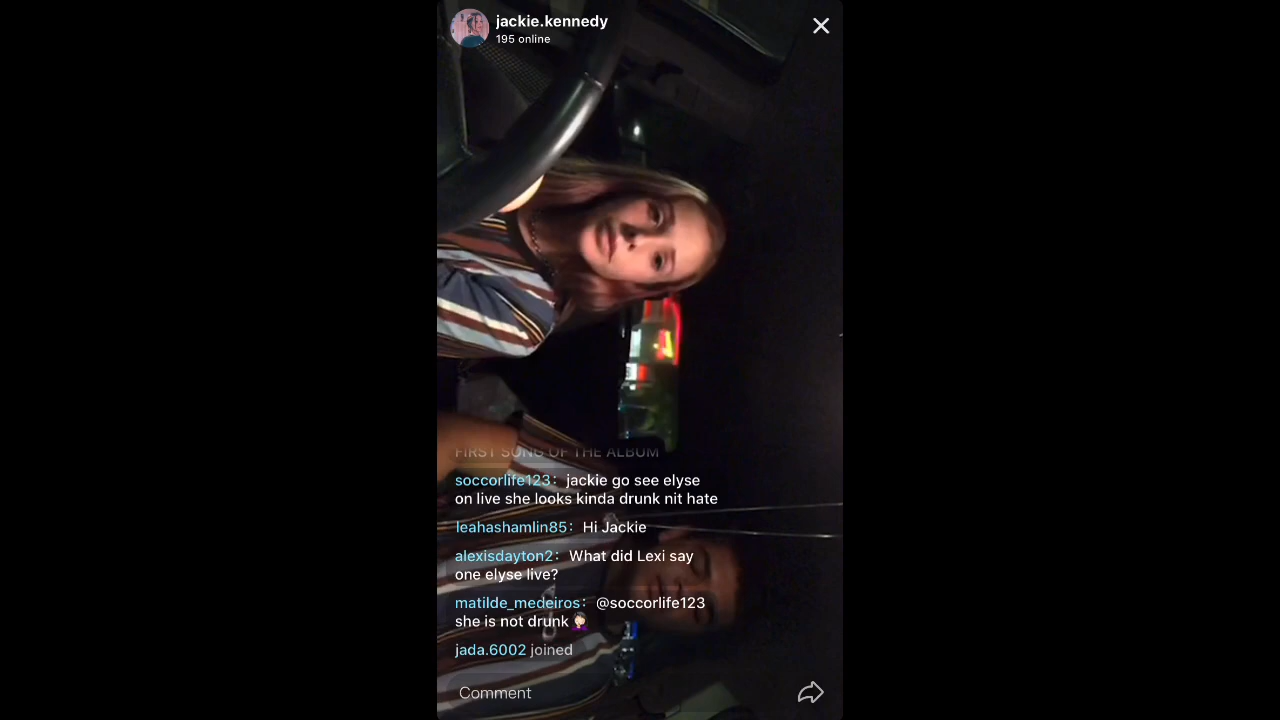 jackie.kennedy
195 online
FIRST SONG OF THE ALBUM
soccorlife123: jackie go see elyse
on live she looks kinda drunk nit hate
leahashamlin85: Hi Jackie
alexisdayton2: What did Lexi say
one elyse live?
matilde_medeiros: @soccorlife123
she is not drunk🤦🏻‍♀️
jada.6002 joined
Comment